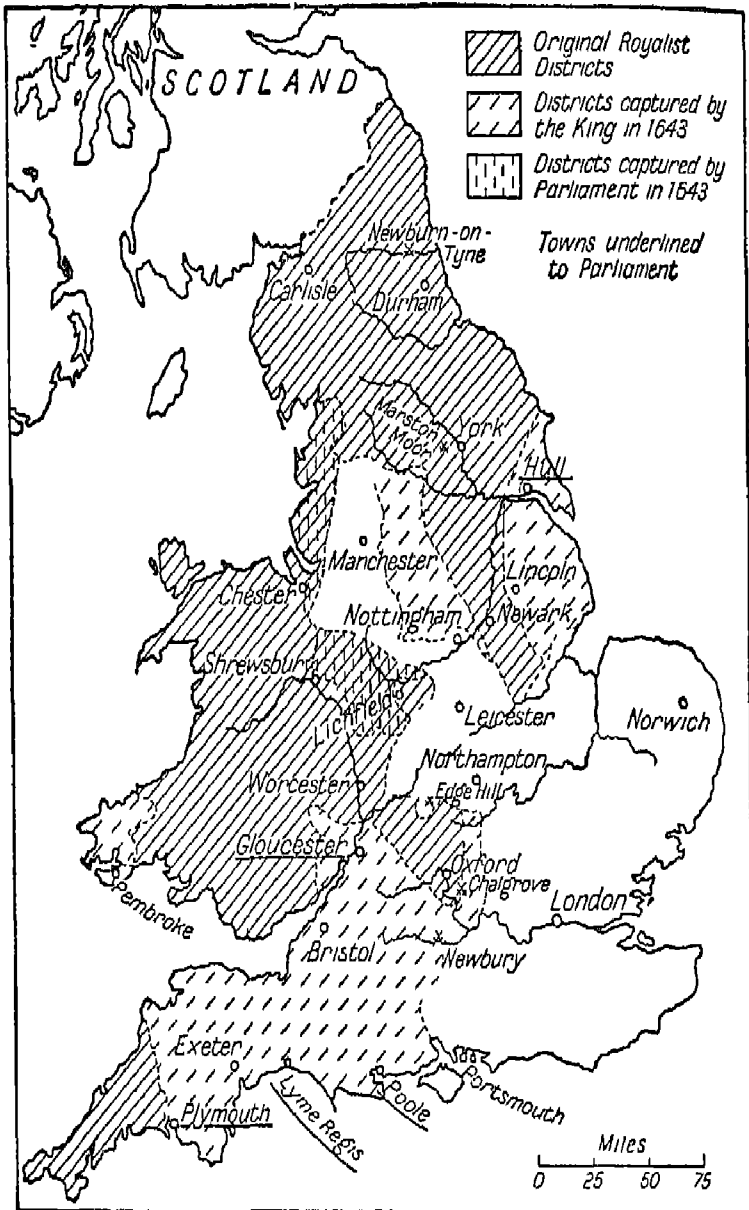 SCOTLAND
Original Royalist
Districts
Districts captured by
the King in 1643
Districts captured by
Parliament in 1643
Towns underlined
to Parliament
Newburn-on-
Tyne
Carlisle
Durham
Marston
Moor
York
Hull
Manchester
Lincoln
Chester
Nottingham
Newark
Shrewsbury
Lichfield
Leicester
Norwich
Northampton
Worcester
Edge Hill
Gloucester
Oxford
Chalgrove
Pembroke
London
Bristol
Newbury
Exeter
Portsmouth
Plymouth
Lyme Regis
Poole
Miles
0 25 50 75